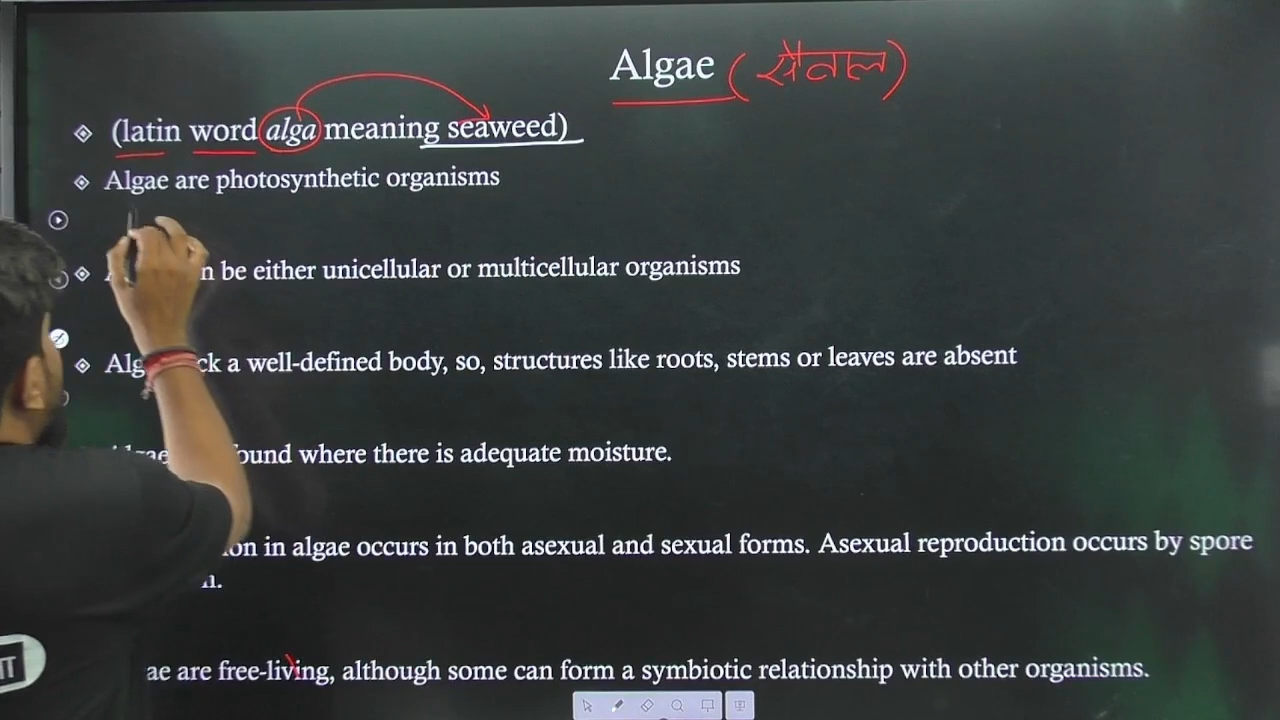 Algae (सैवाल)
(latin word alga meaning seaweed)
Algae are photosynthetic organisms
n be either unicellular or multicellular organisms
Alg ck a well-defined body, so, structures like roots, stems or leaves are absent
ound where there is adequate moisture.
on in algae occurs in both asexual and sexual forms. Asexual reproduction occurs by spore
n.
ae are free-living, although some can form a symbiotic relationship with other organisms.